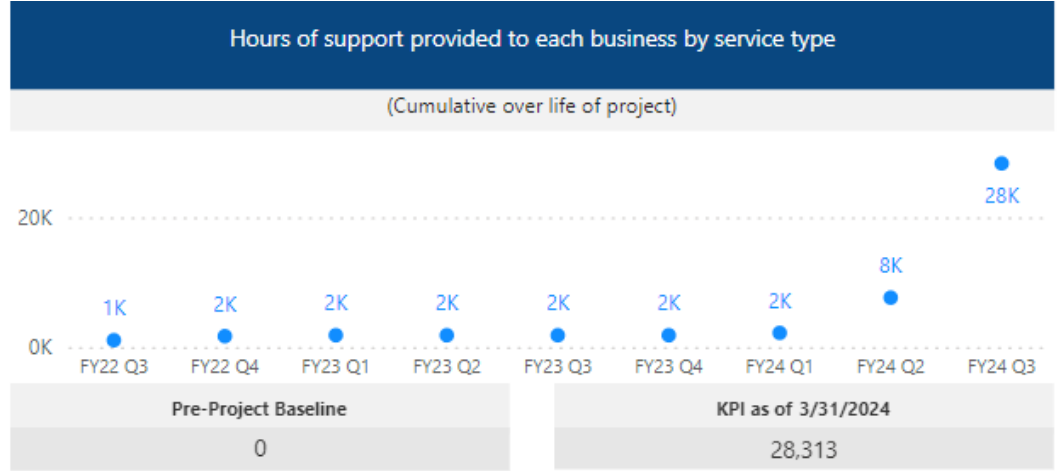 Hours of support provided to each business by service type
(Cumulative over life of project)
28K
20K
8K
1K 2K 2K 2K 2K 2K 2K
0K
FY22 Q3 FY22 Q4 FY23 Q1 FY23 Q2 FY23 Q3 FY23 Q4 FY24 Q1 FY24 Q2 FY24 Q3
Pre-Project Baseline KPI as of 3/31/2024
0 28,313